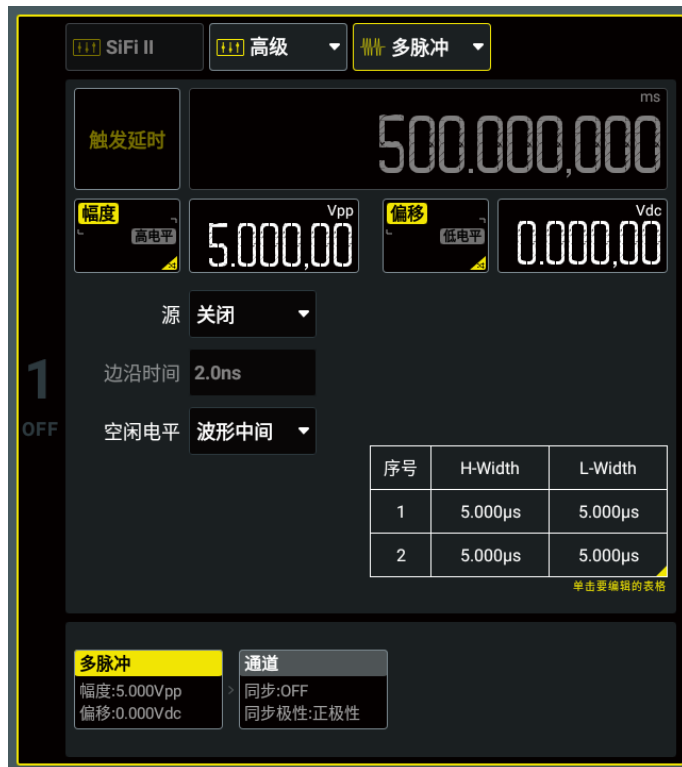 SiFi II 高级 多脉冲
ms
触发延时 500.000,000
幅度 高电平 Vpp 5.000,00 偏移 低电平 Vdc 0.000,00
源 关闭
1 边沿时间 2.0ns
OFF 空闲电平 波形中间
序号 H-Width L-Width
1 5.000µs 5.000µs
2 5.000µs 5.000µs
单击要编辑的表格
多脉冲 通道
幅度:5.000Vpp > 同步:OFF
偏移:0.000Vdc 同步极性:正极性